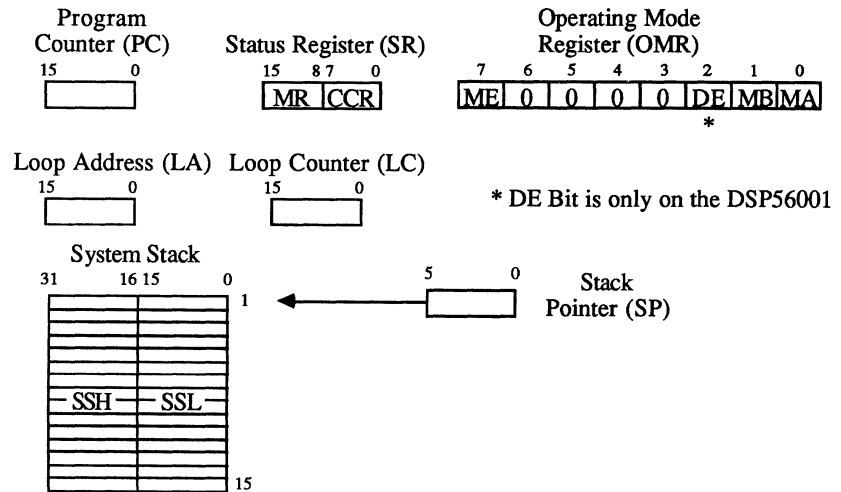 Program
Counter (PC)
15 0
Status Register (SR)
15 8 7 0
MR CCR
Operating Mode
Register (OMR)
7 6 5 4 3 2 1 0
ME 0 0 0 0 DE MB MA
*
Loop Address (LA)
15 0
Loop Counter (LC)
15 0
* DE Bit is only on the DSP56001
System Stack
31 16 15 0
1
SSH SSL
15
5 0
Stack
Pointer (SP)